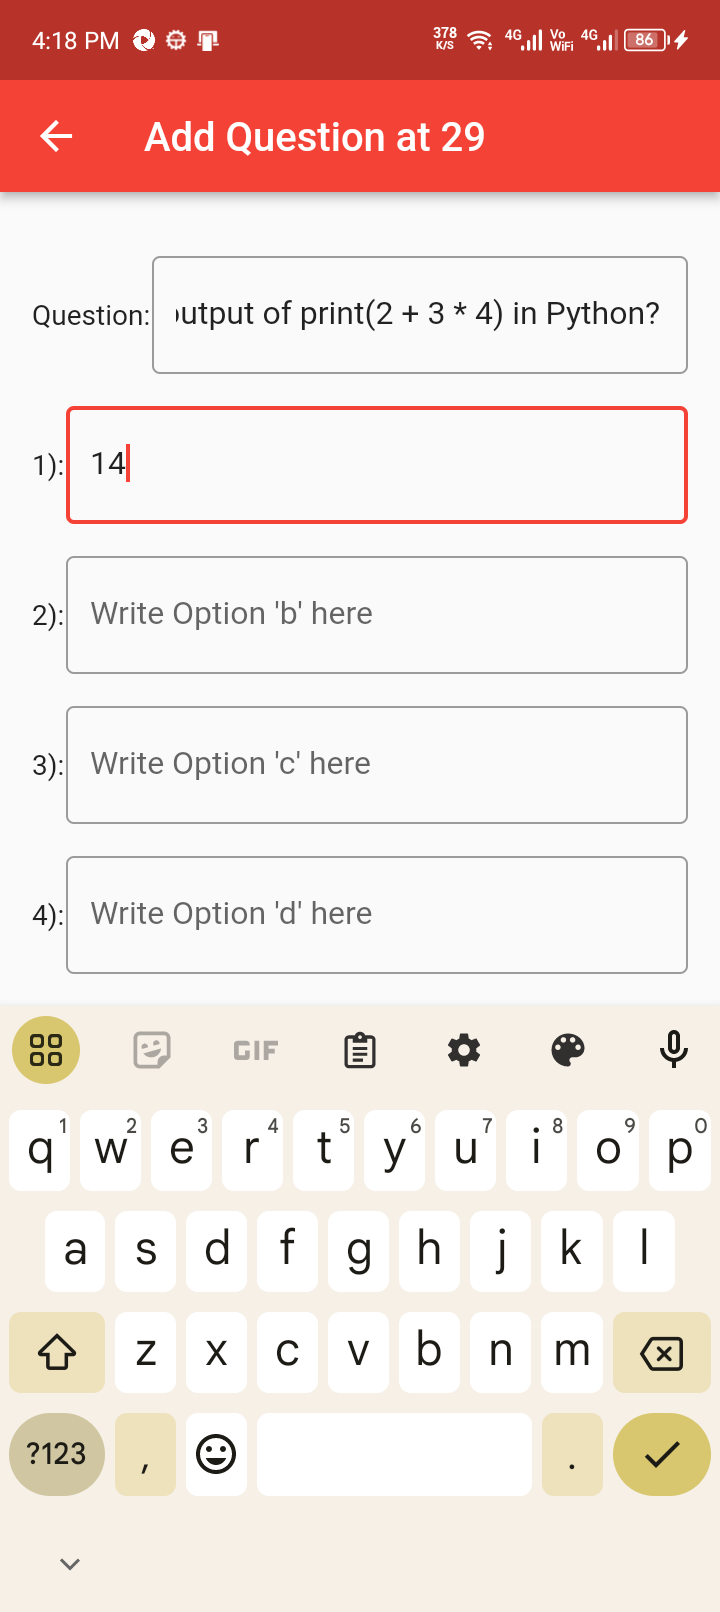 4:18 PM 378 K/S 4G Vo WiFi 4G 86
Add Question at 29
Question: output of print(2 + 3 * 4) in Python?
1): 14
2): Write Option 'b' here
3): Write Option 'c' here
4): Write Option 'd' here
GIF
q 1 w 2 e 3 r 4 t 5 y 6 u 7 i 8 o 9 p 0
a s d f g h j k l
z x c v b n m
?123 , .